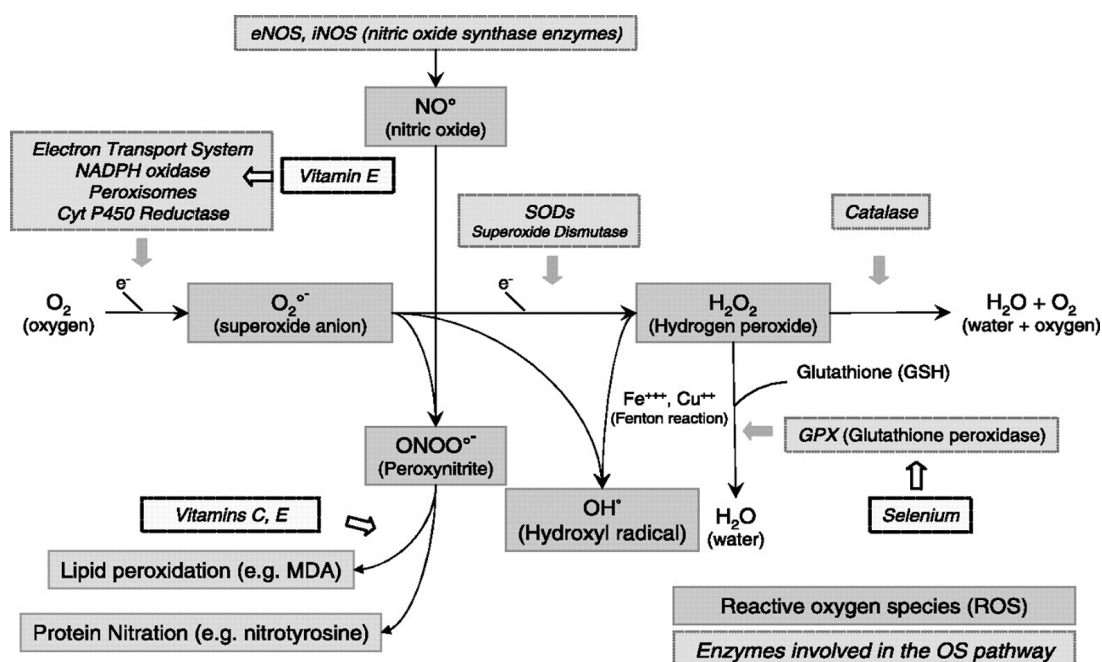 eNOS, iNOS (nitric oxide synthase enzymes)
NO°
(nitric oxide)
Electron Transport System
NADPH oxidase
Peroxisomes
Cyt P450 Reductase
Vitamin E
SODs
Superoxide Dismutase
Catalase
e⁻
e⁻
O₂
(oxygen)
O₂°⁻
(superoxide anion)
H₂O₂
(Hydrogen peroxide)
H₂O + O₂
(water + oxygen)
Glutathione (GSH)
Fe⁺⁺⁺, Cu⁺⁺
(Fenton reaction)
GPX (Glutathione peroxidase)
ONOO°⁻
(Peroxynitrite)
Vitamins C, E
OH°
(Hydroxyl radical)
H₂O
(water)
Selenium
Lipid peroxidation (e.g. MDA)
Protein Nitration (e.g. nitrotyrosine)
Reactive oxygen species (ROS)
Enzymes involved in the OS pathway